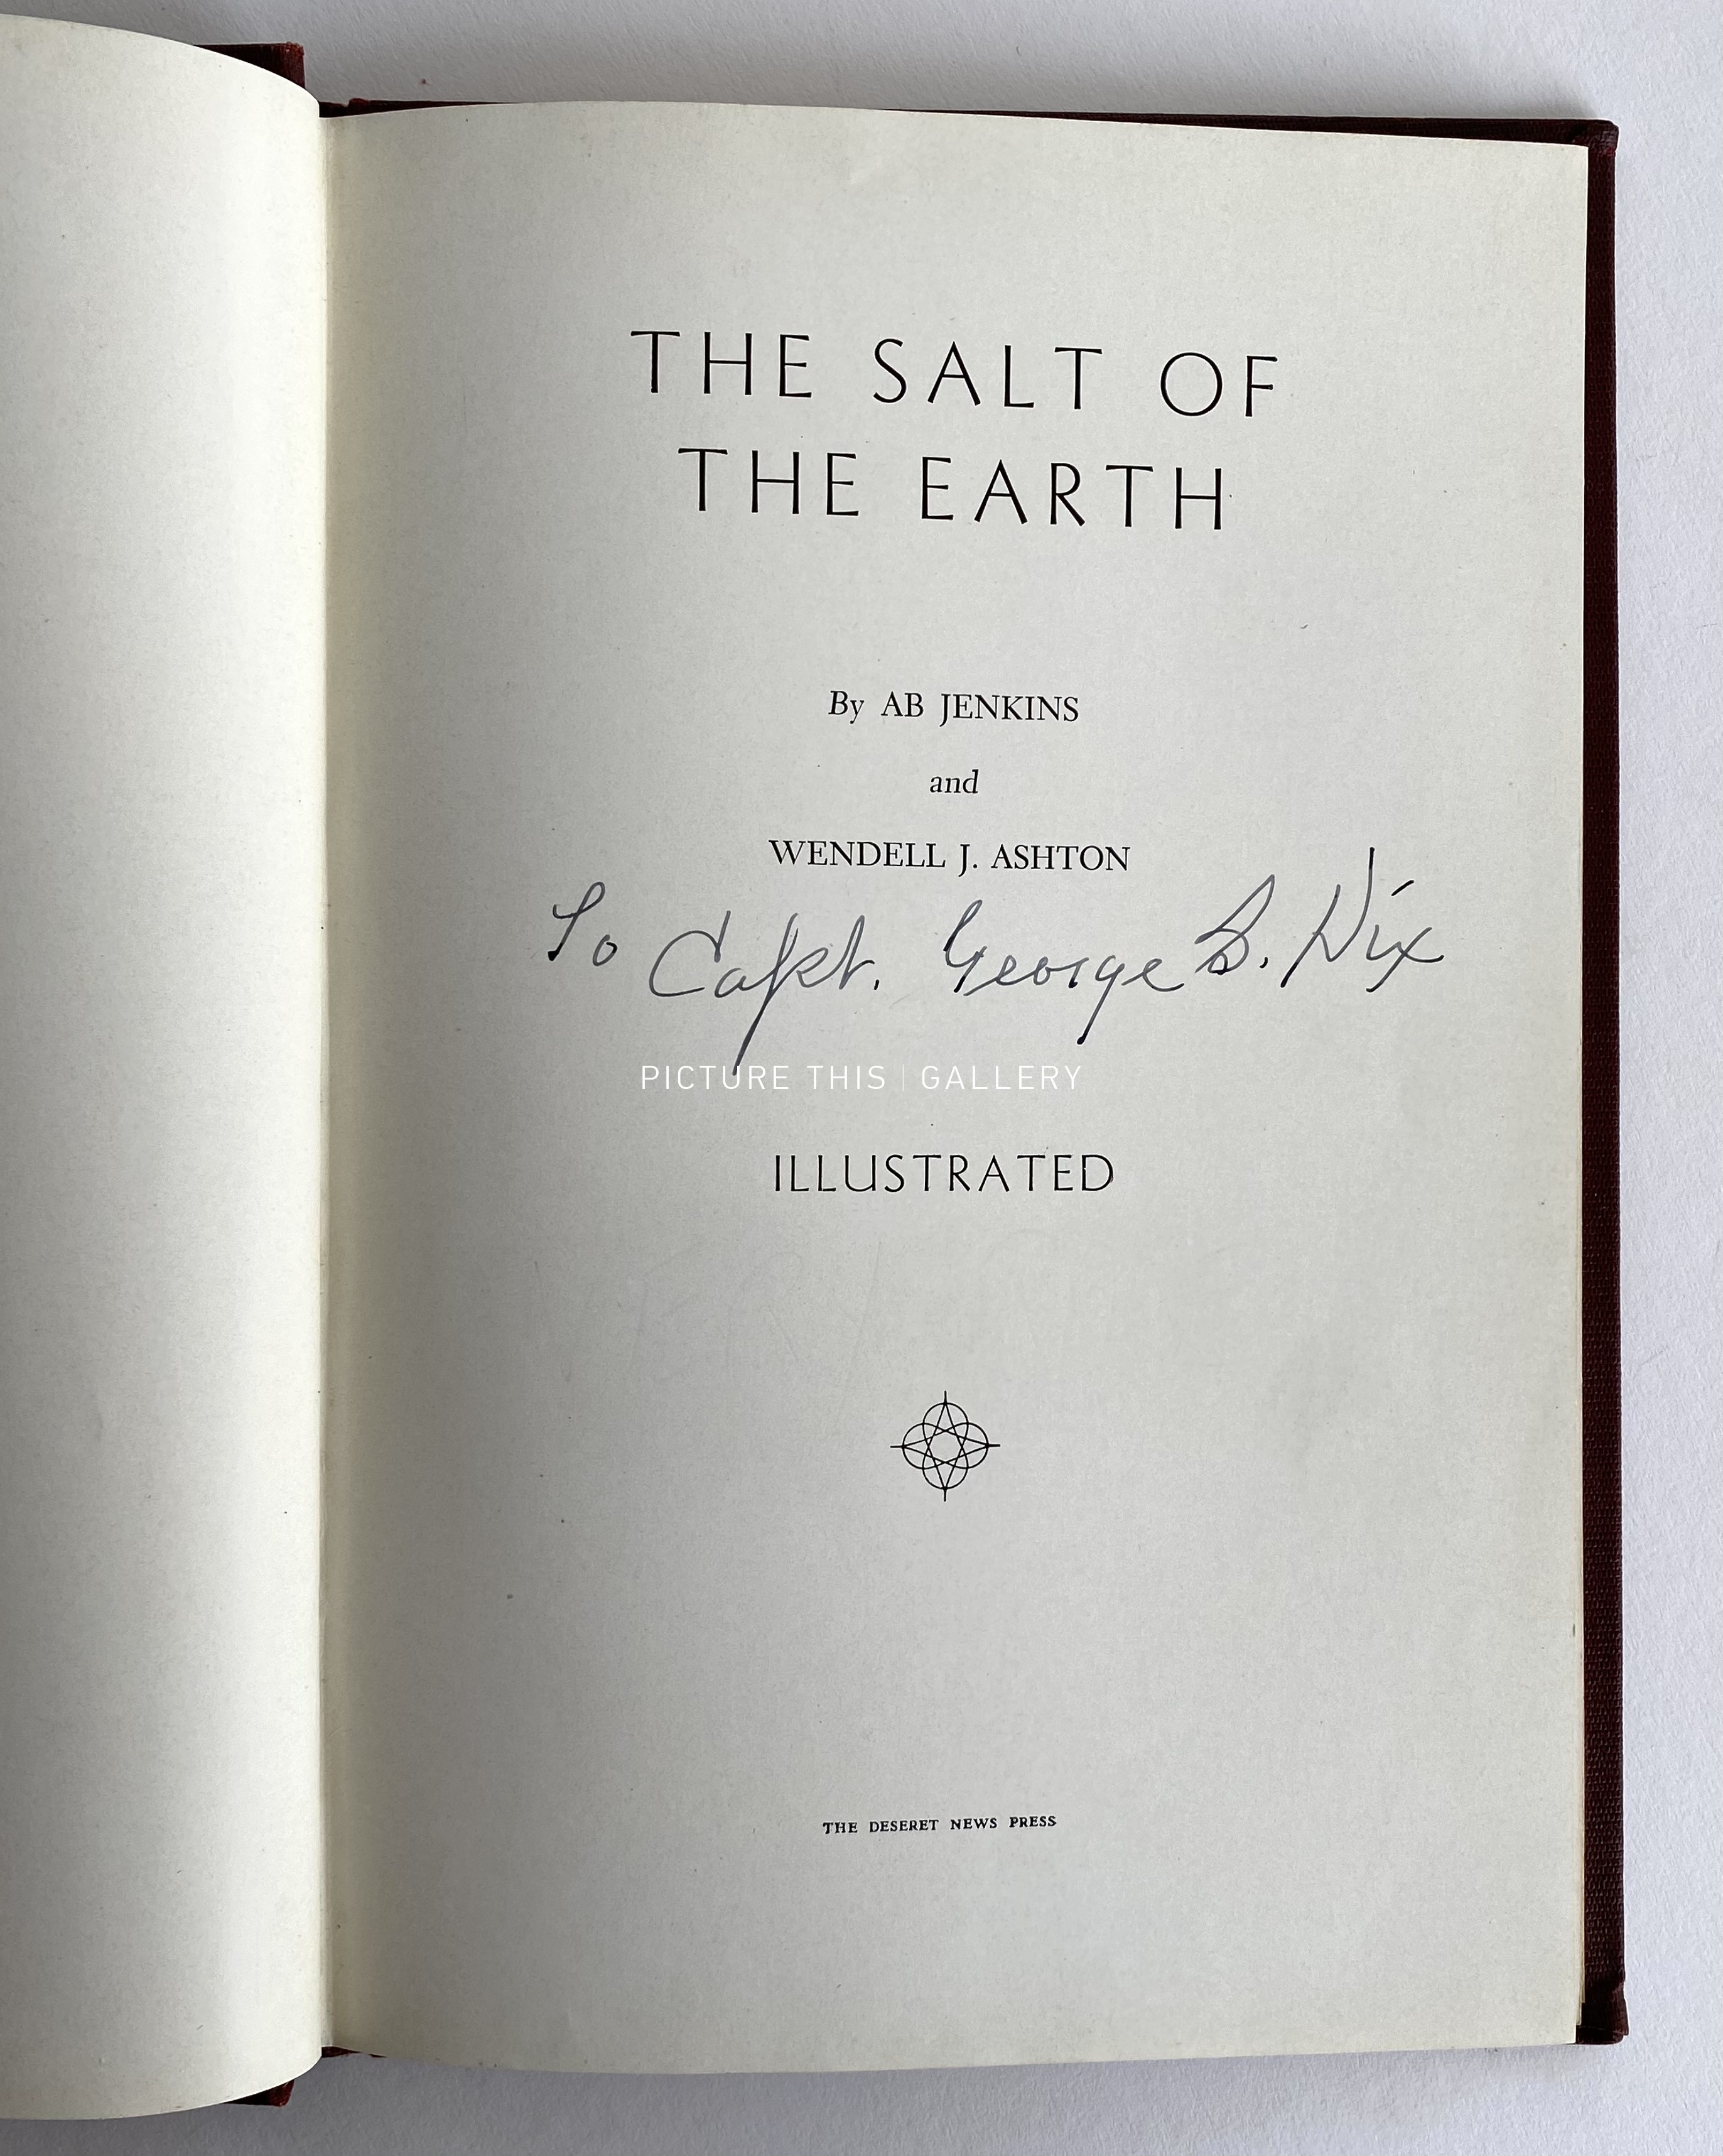 THE SALT OF
THE EARTH
By AB JENKINS
and
WENDELL J. ASHTON
To Capt. George S. Nix
PICTURE THIS | GALLERY
ILLUSTRATED
THE DESERET NEWS PRESS